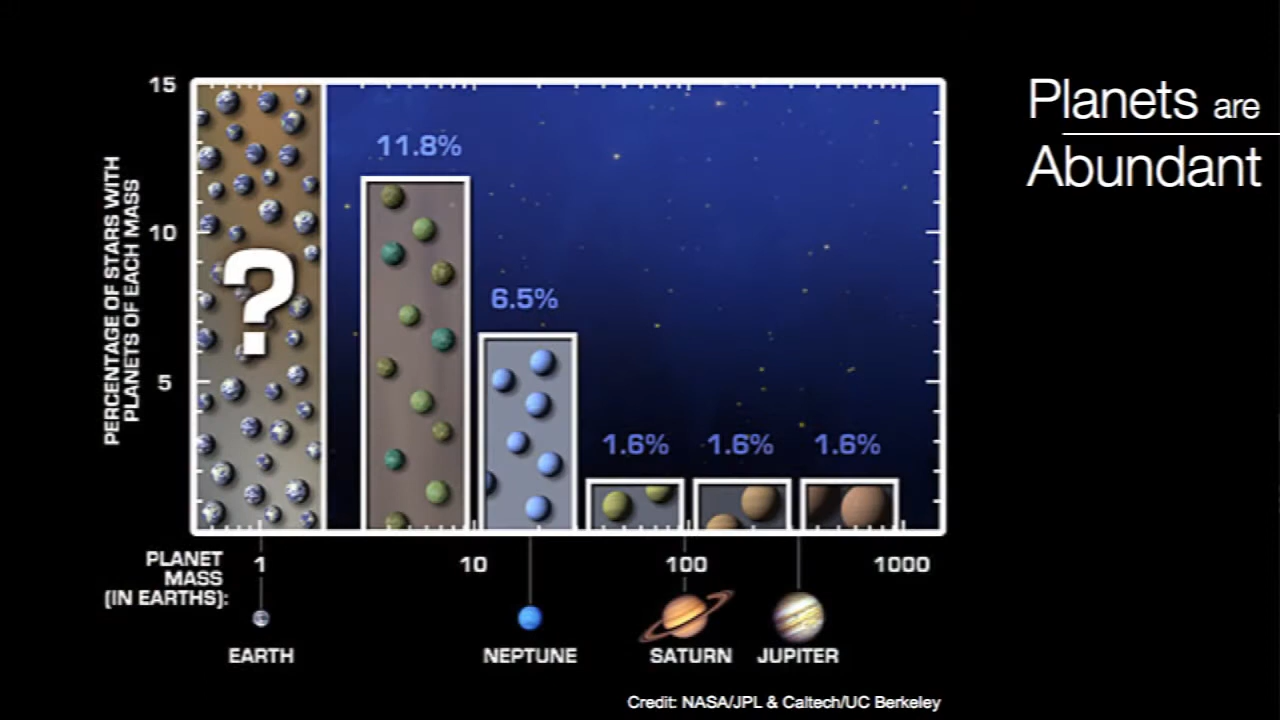 Planets are
Abundant
15
10
5
PERCENTAGE OF STARS WITH
PLANETS OF EACH MASS
?
11.8%
6.5%
1.6%
1.6%
1.6%
PLANET
MASS
(IN EARTHS):
1
10
100
1000
EARTH
NEPTUNE
SATURN
JUPITER
Credit: NASA/JPL & Caltech/UC Berkeley